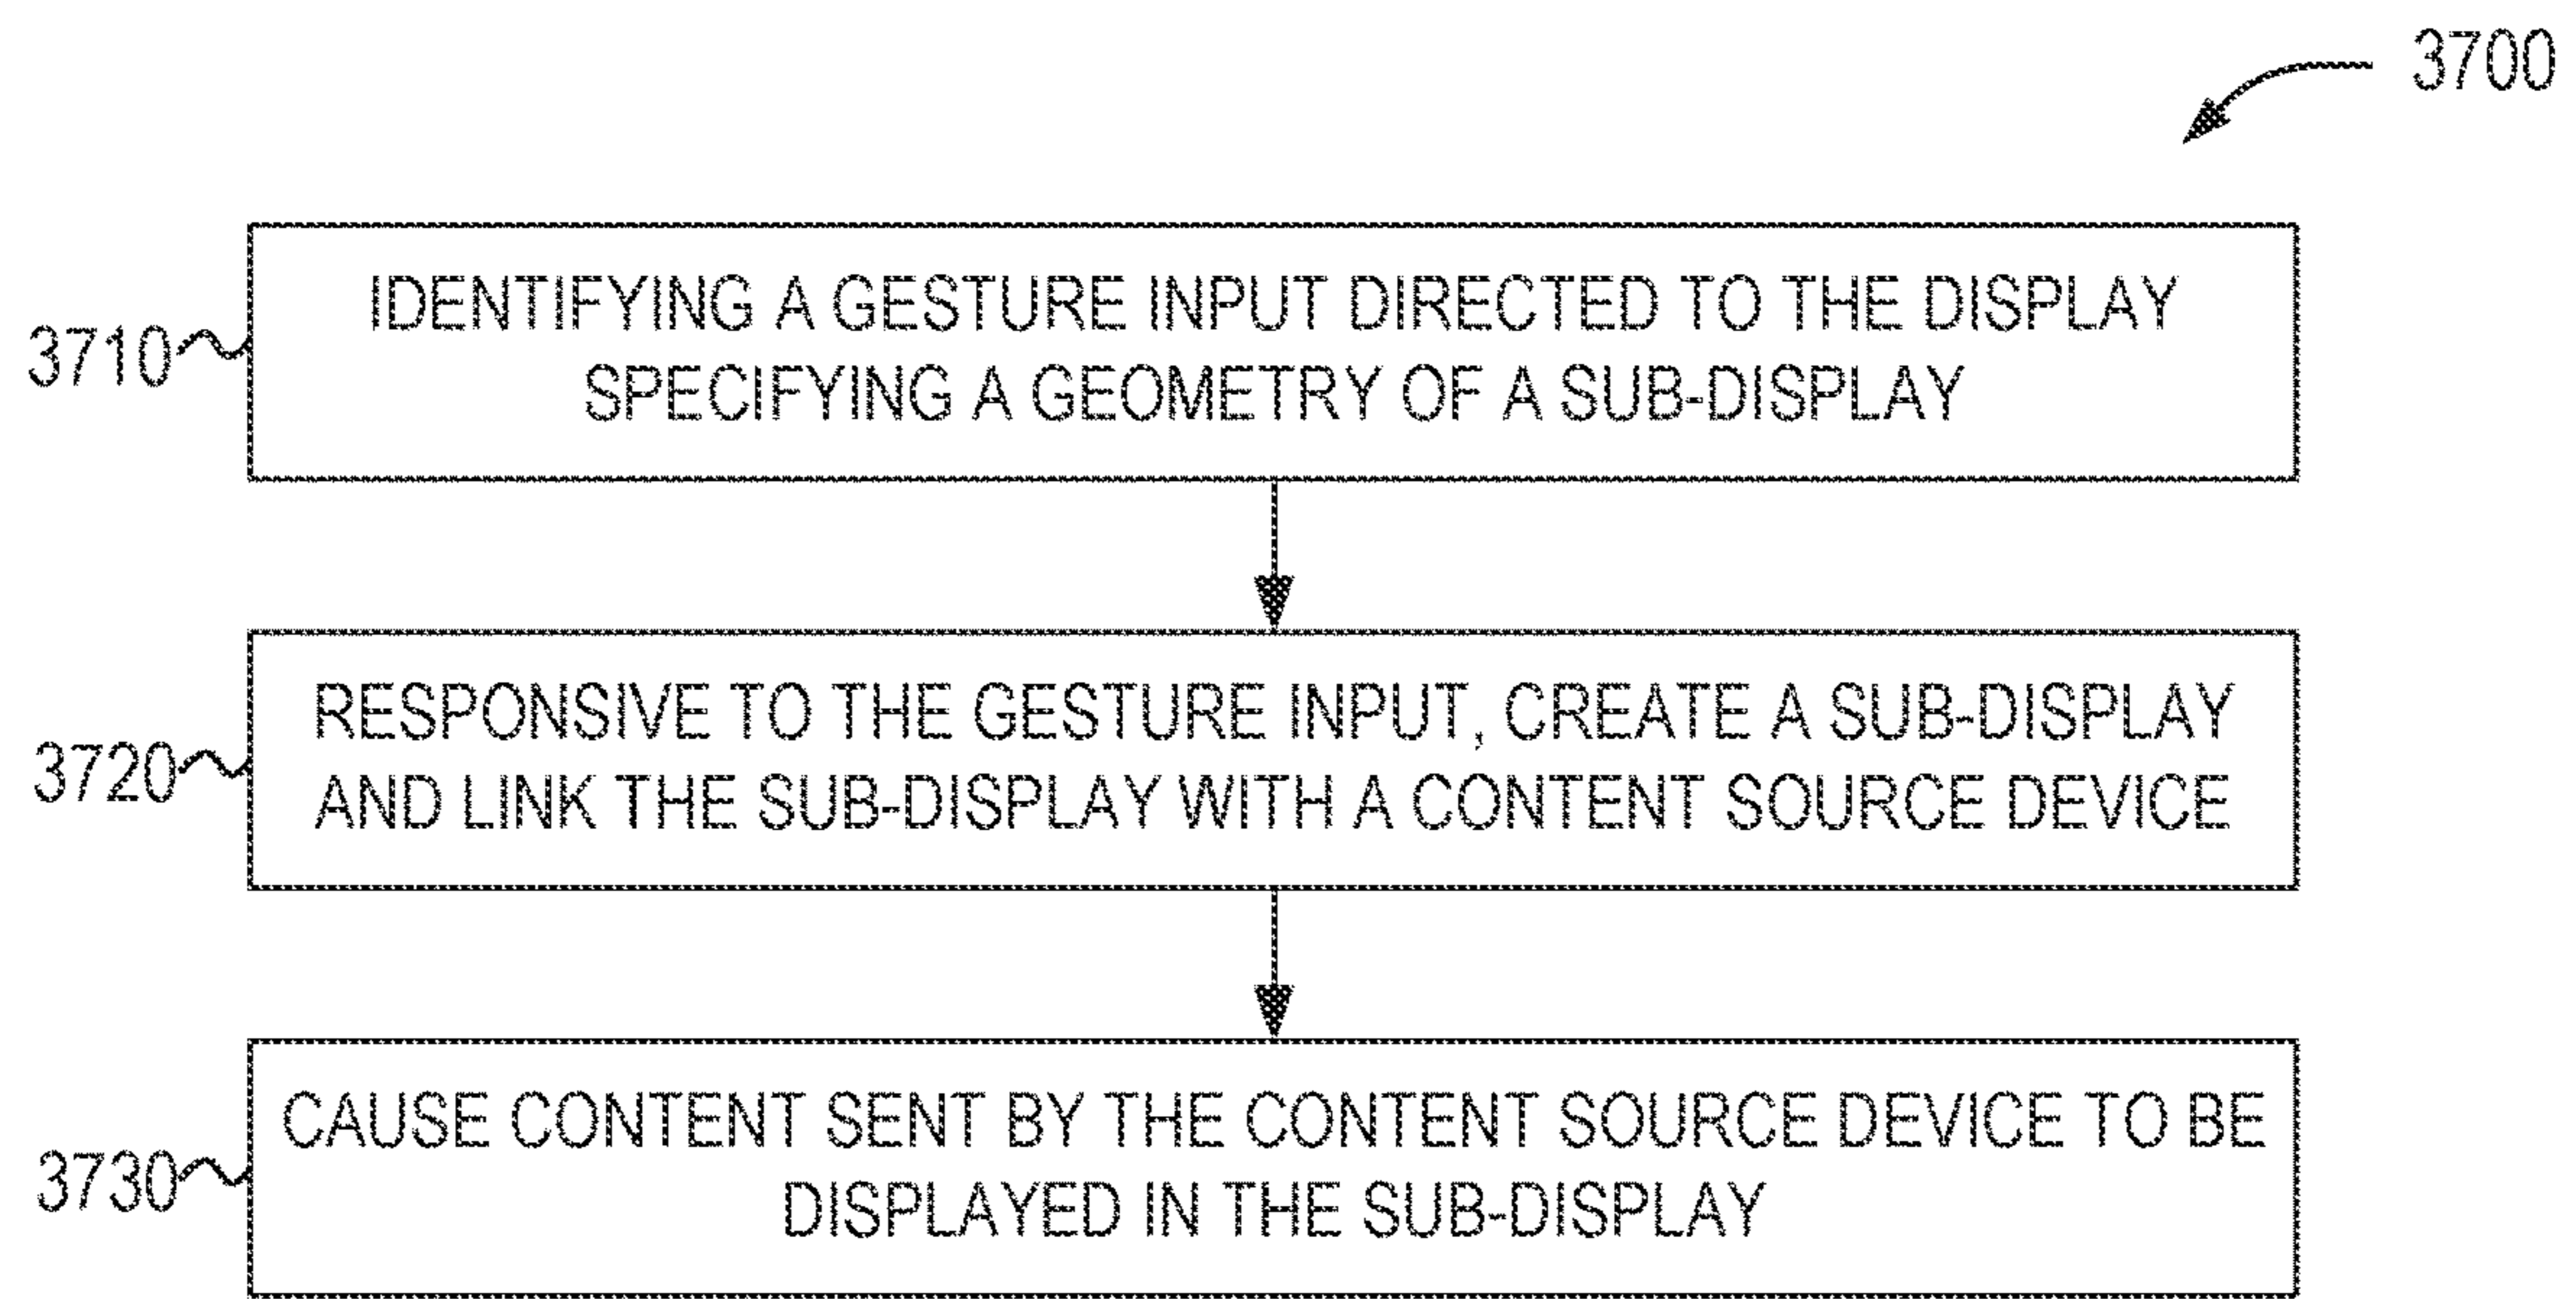 3700
IDENTIFYING A GESTURE INPUT DIRECTED TO THE DISPLAY
SPECIFYING A GEOMETRY OF A SUB-DISPLAY
3710
RESPONSIVE TO THE GESTURE INPUT, CREATE A SUB-DISPLAY
AND LINK THE SUB-DISPLAY WITH A CONTENT SOURCE DEVICE
3720
CAUSE CONTENT SENT BY THE CONTENT SOURCE DEVICE TO BE
DISPLAYED IN THE SUB-DISPLAY
3730